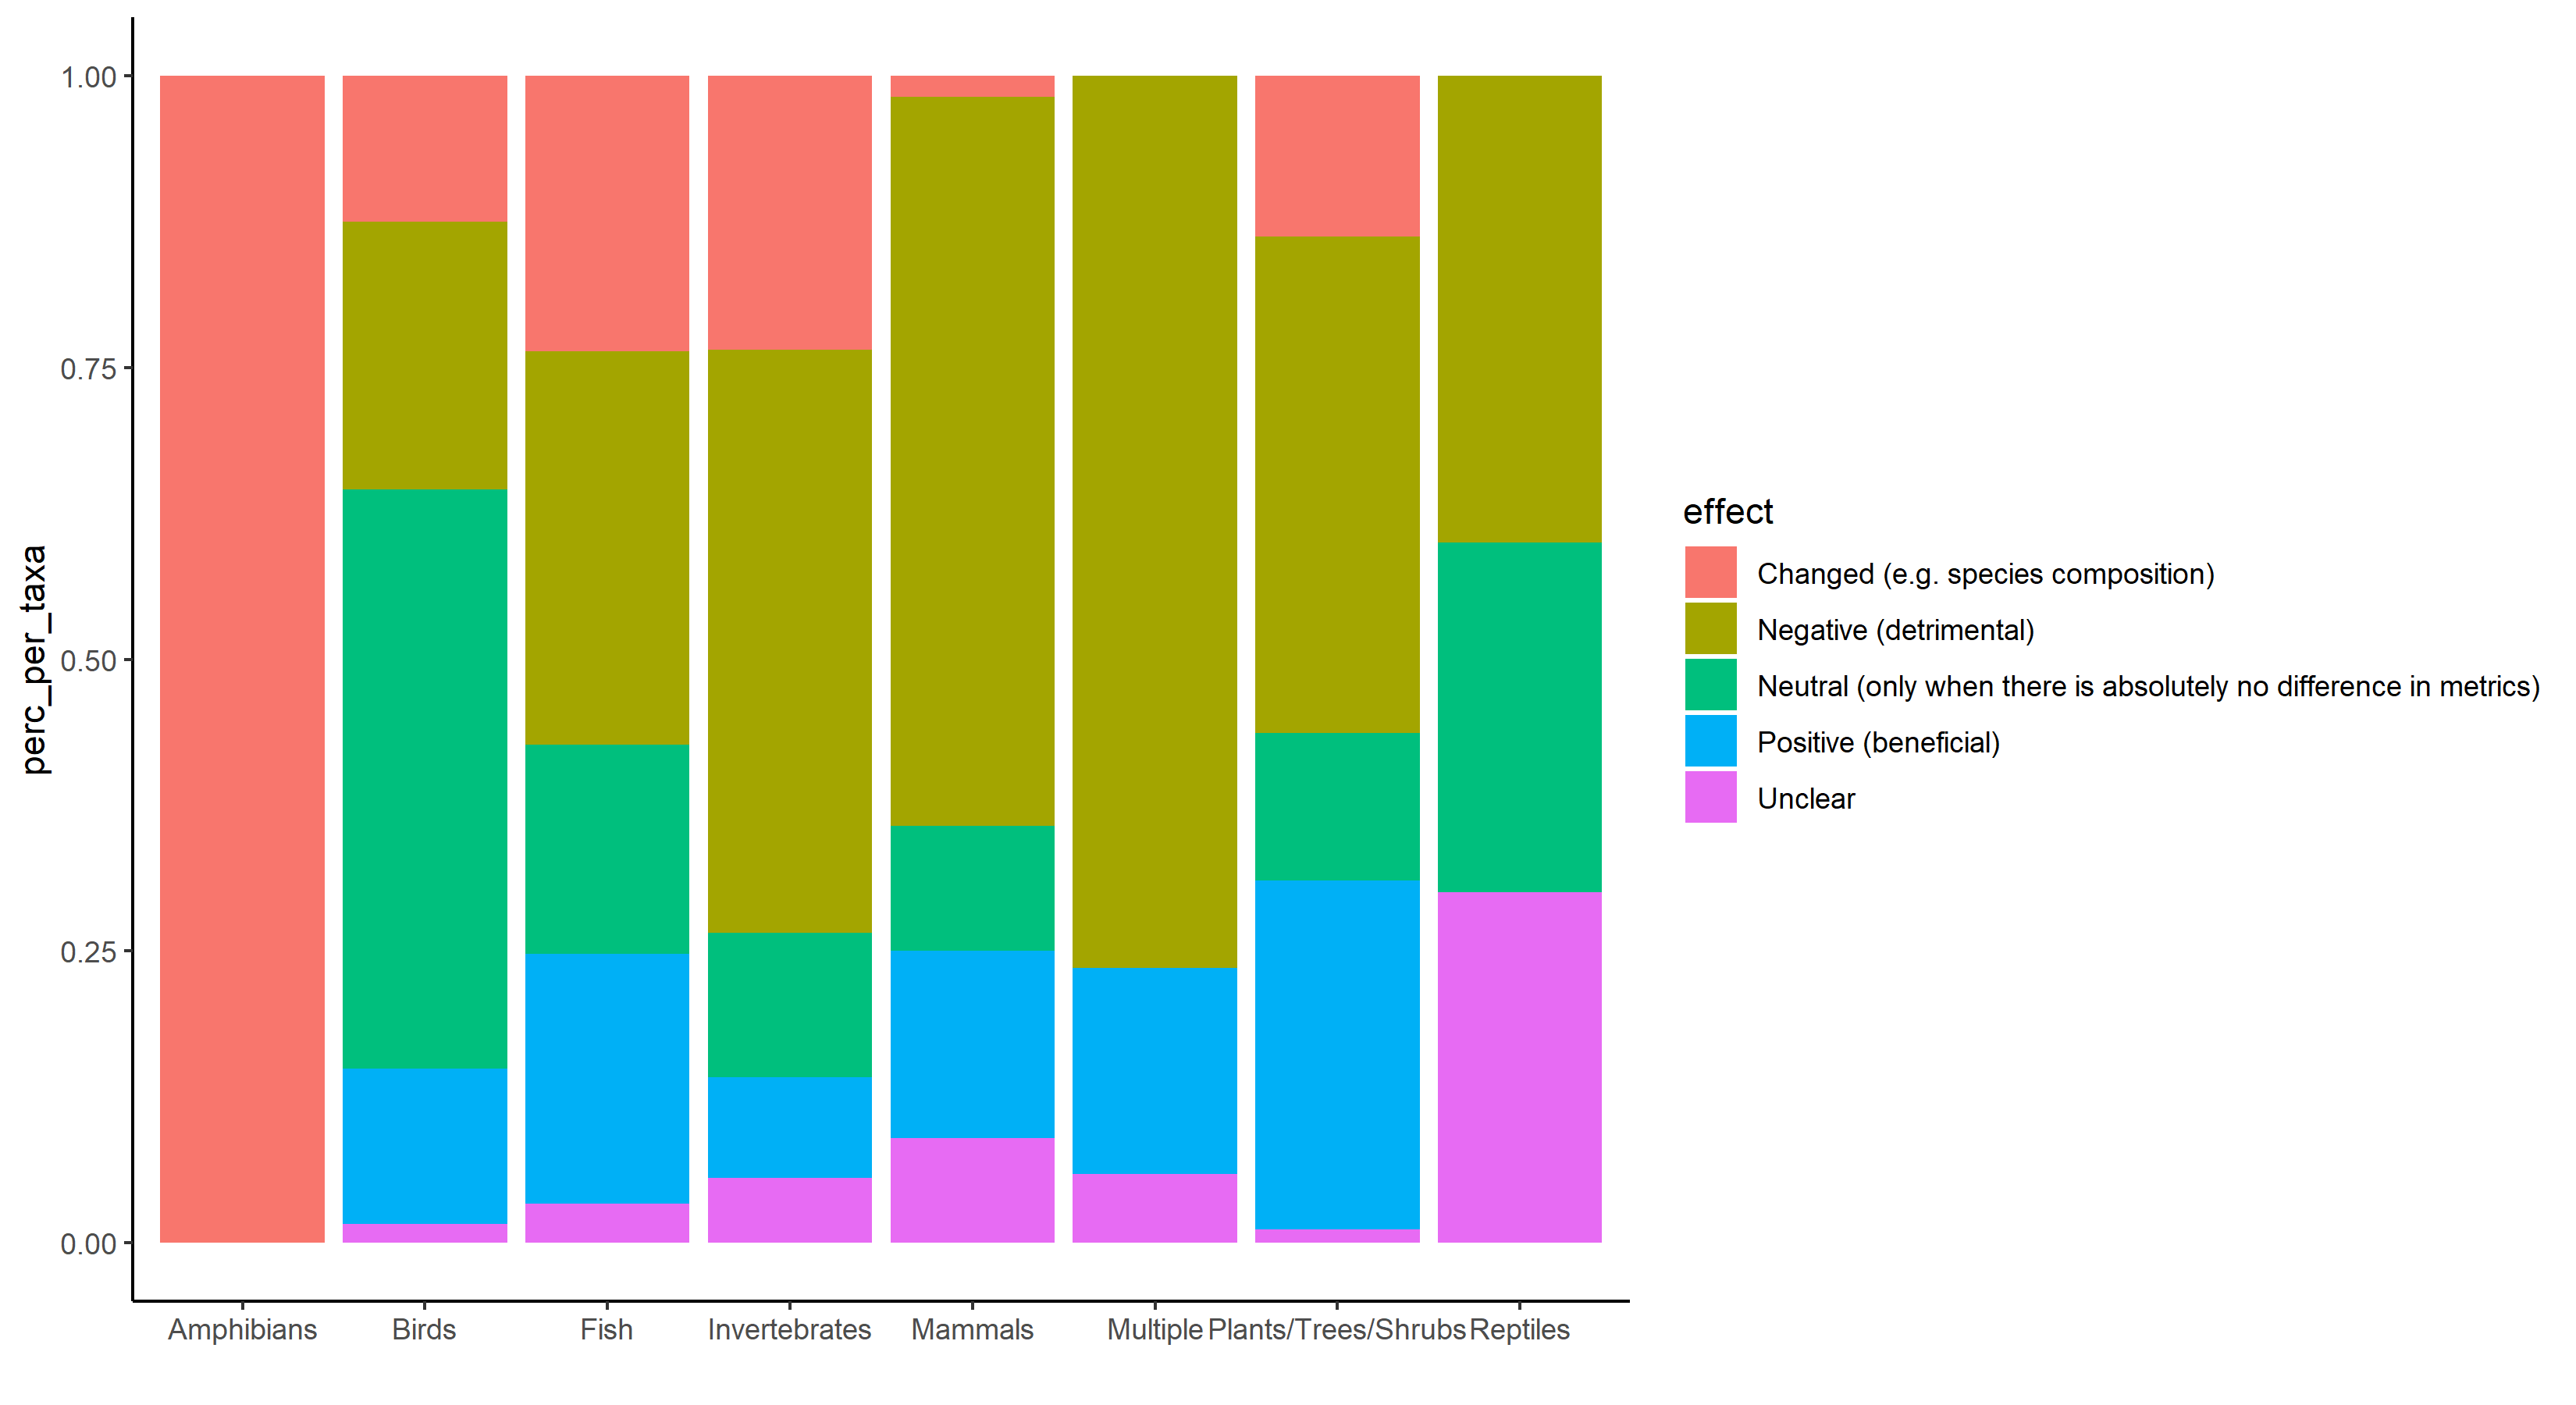 perc_per_taxa
1.00
0.75
0.50
0.25
0.00
Amphibians Birds Fish Invertebrates Mammals Multiple Plants/Trees/Shrubs Reptiles
effect
Changed (e.g. species composition)
Negative (detrimental)
Neutral (only when there is absolutely no difference in metrics)
Positive (beneficial)
Unclear